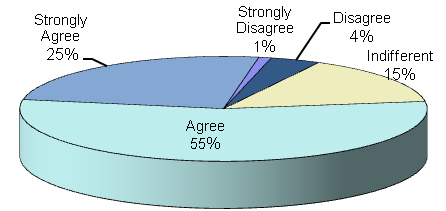 Strongly
Agree
25%
Strongly
Disagree
1%
Disagree
4%
Indifferent
15%
Agree
55%